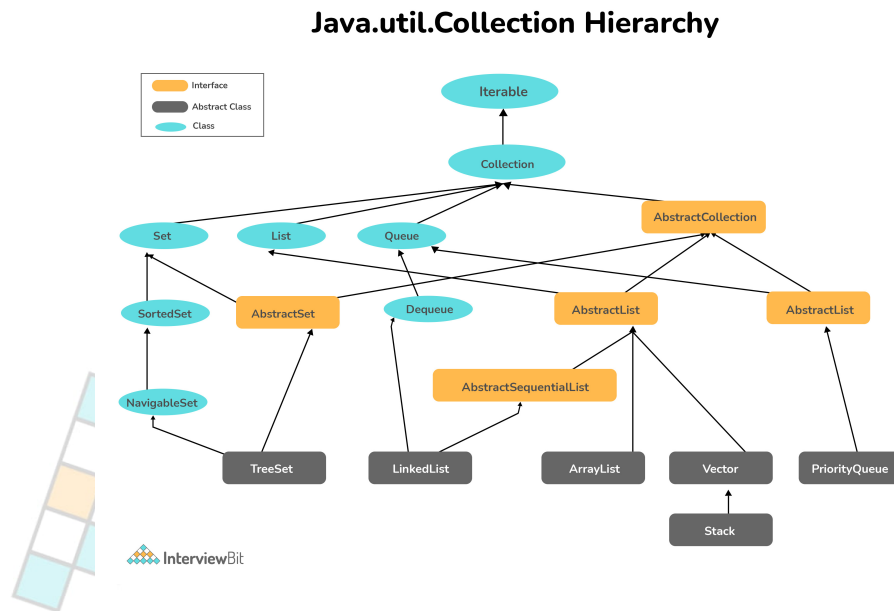 Java.util.Collection Hierarchy
Interface
Abstract Class
Class
Iterable
Collection
AbstractCollection
Set
List
Queue
SortedSet
AbstractSet
Dequeue
AbstractList
AbstractList
AbstractSequentialList
NavigableSet
TreeSet
LinkedList
ArrayList
Vector
PriorityQueue
Stack
InterviewBit